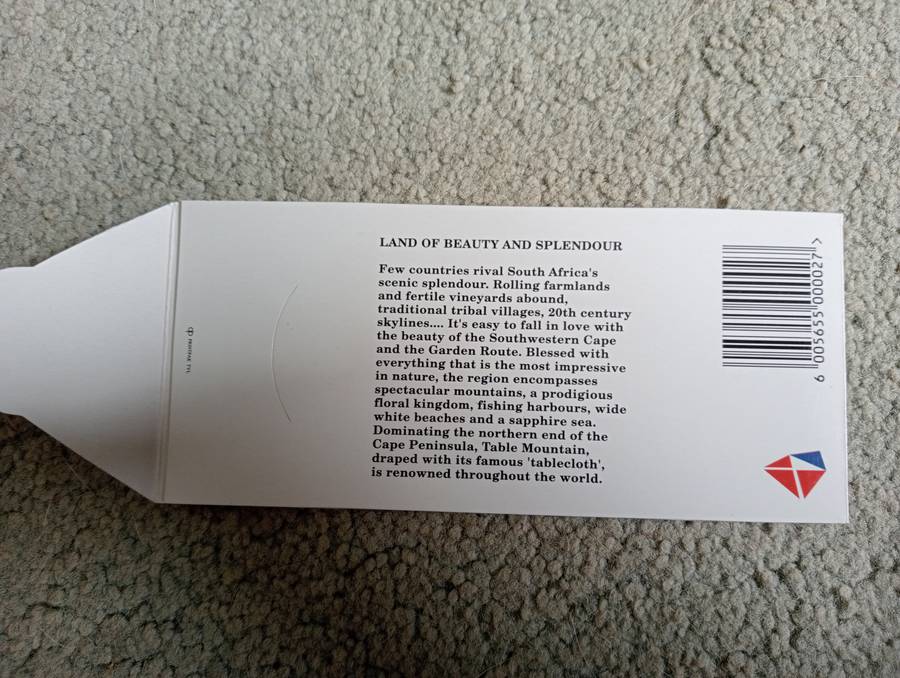 LAND OF BEAUTY AND SPLENDOUR
Few countries rival South Africa's
scenic splendour. Rolling farmlands
and fertile vineyards abound,
traditional tribal villages, 20th century
skylines.... It's easy to fall in love with
the beauty of the Southwestern Cape
and the Garden Route. Blessed with
everything that is the most impressive
in nature, the region encompasses
spectacular mountains, a prodigious
floral kingdom, fishing harbours, wide
white beaches and a sapphire sea.
Dominating the northern end of the
Cape Peninsula, Table Mountain,
draped with its famous 'tablecloth',
is renowned throughout the world.
6 005655 000027 >